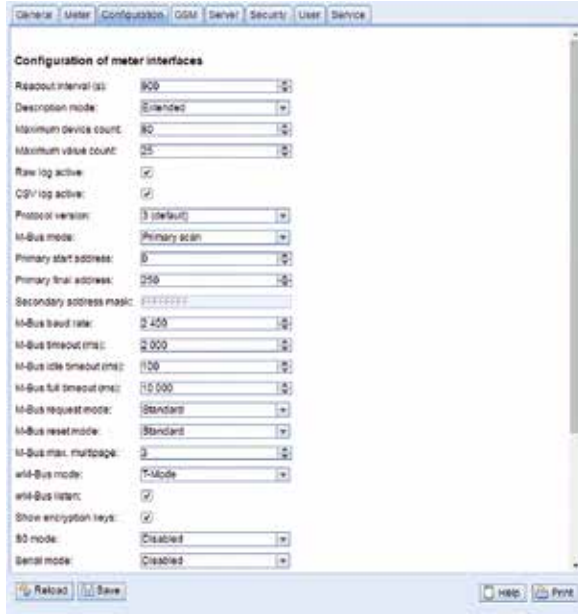 General Meter Configuration GSM Server Security User Service
Configuration of meter interfaces
Readout interval (s): 900
Description mode: Extended
Maximum device count:
Maximum value count: 25
Raw log active:
CSV log active:
Protocol version: 3 (default)
M-Bus mode: Primary scan
Primary start address: 0
Primary final address: 250
Secondary address mask: FFFFFFFF
M-Bus baud rate: 2 400
M-Bus timeout (ms): 2 000
M-Bus idle timeout (ms): 100
M-Bus full timeout (ms): 10 000
M-Bus request mode: Standard
M-Bus reset mode: Standard
M-Bus max. multipage: 3
wM-Bus mode: T-Mode
wM-Bus listen:
Show encryption keys:
S0 mode: Disabled
Serial mode: Disabled
Reload Save Help Print